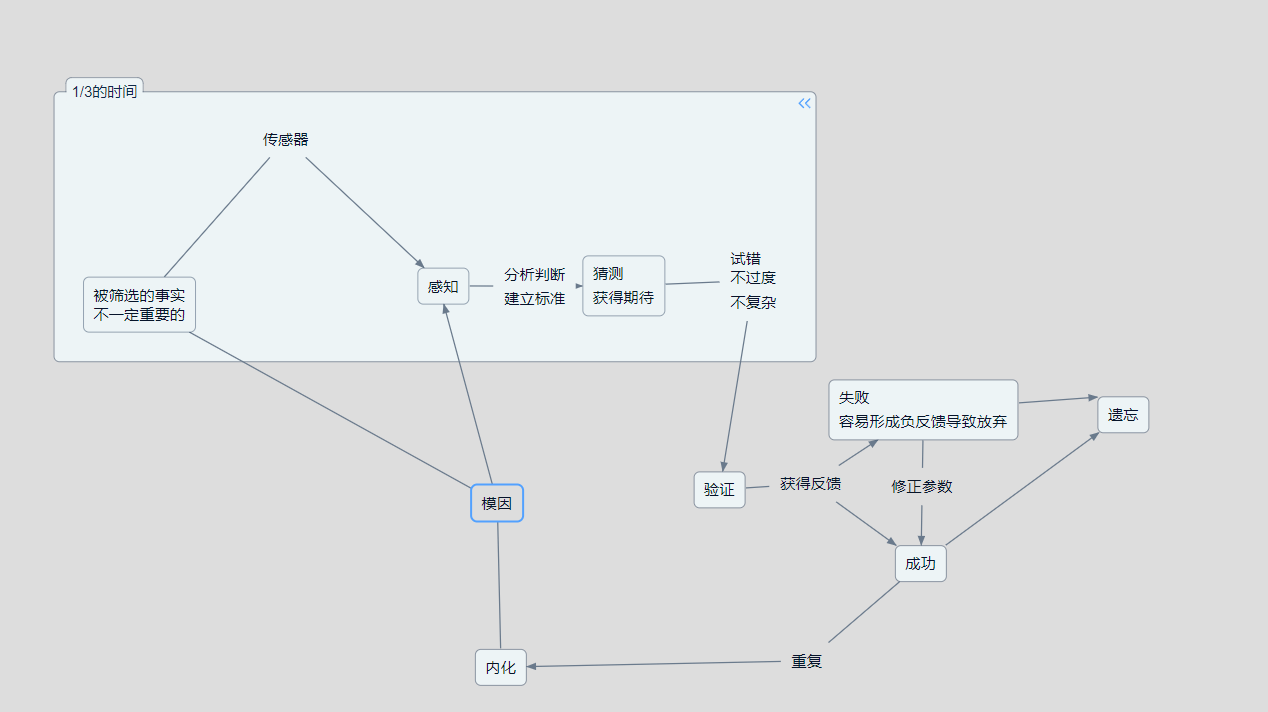 1/3的时间
传感器
被筛选的事实
不一定重要的
感知
分析判断
建立标准
猜测
获得期待
试错
不过度
不复杂
失败
容易形成负反馈导致放弃
遗忘
验证
获得反馈
修正参数
模因
成功
内化
重复